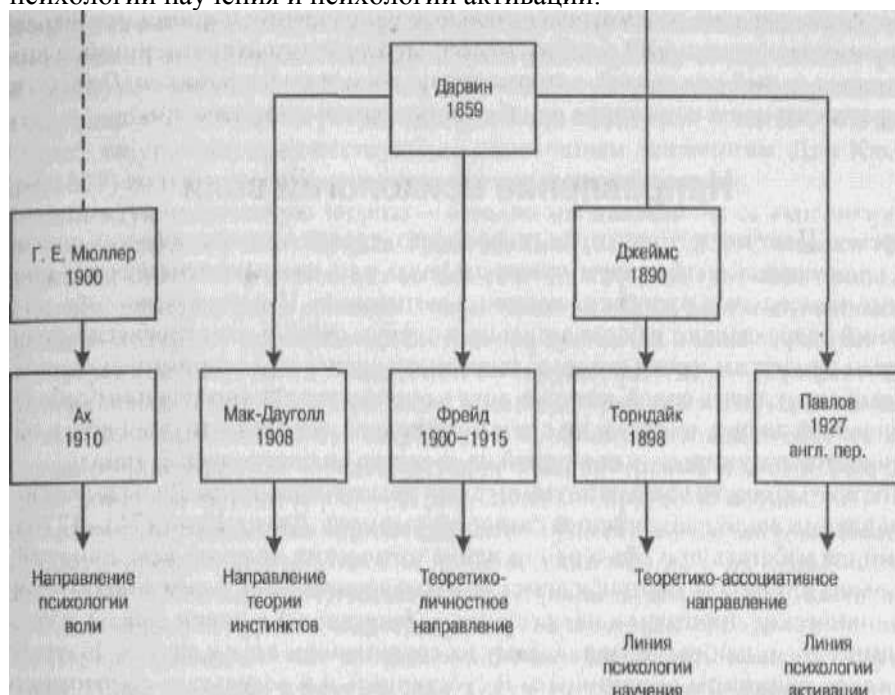 психологии научения и психологии активации.
Дарвин
1859
Г. Е. Мюллер
1900
Джеймс
1890
Ах
1910
Мак-Дауголл
1908
Фрейд
1900–1915
Торндайк
1898
Павлов
1927
англ. пер.
Направление
психологии
воли
Направление
теории
инстинктов
Теоретико-
личностное
направление
Теоретико-ассоциативное
направление
Линия
психологии
научения
Линия
психологии
активации